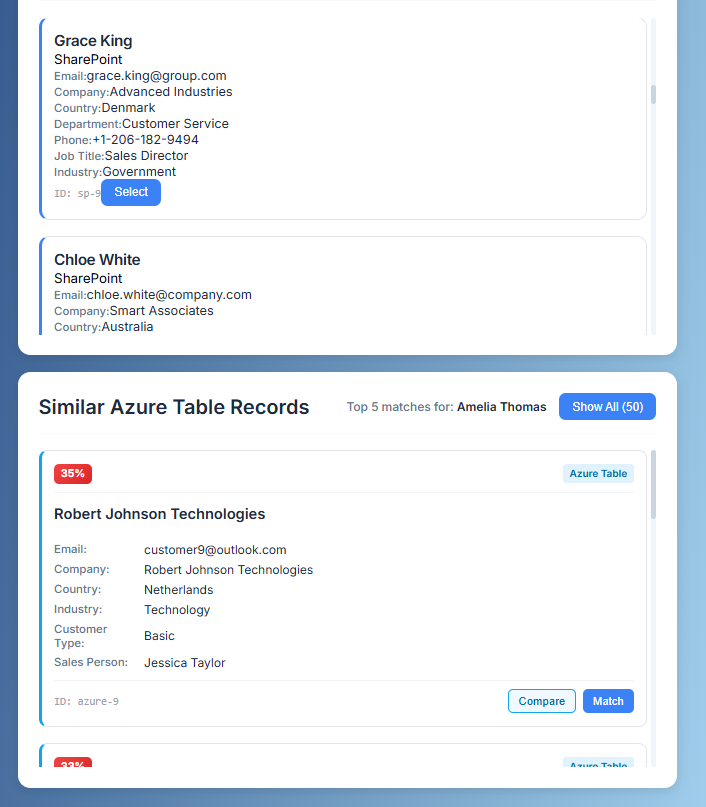 Grace King
SharePoint
Email:grace.king@group.com
Company:Advanced Industries
Country:Denmark
Department:Customer Service
Phone:+1-206-182-9494
Job Title:Sales Director
Industry:Government
ID: sp-9 Select
Chloe White
SharePoint
Email:chloe.white@company.com
Company:Smart Associates
Country:Australia
Similar Azure Table Records Top 5 matches for: Amelia Thomas Show All (50)
35% Azure Table
Robert Johnson Technologies
Email: customer9@outlook.com
Company: Robert Johnson Technologies
Country: Netherlands
Industry: Technology
Customer Type: Basic
Sales Person: Jessica Taylor
ID: azure-9 Compare Match
33% Azure Table